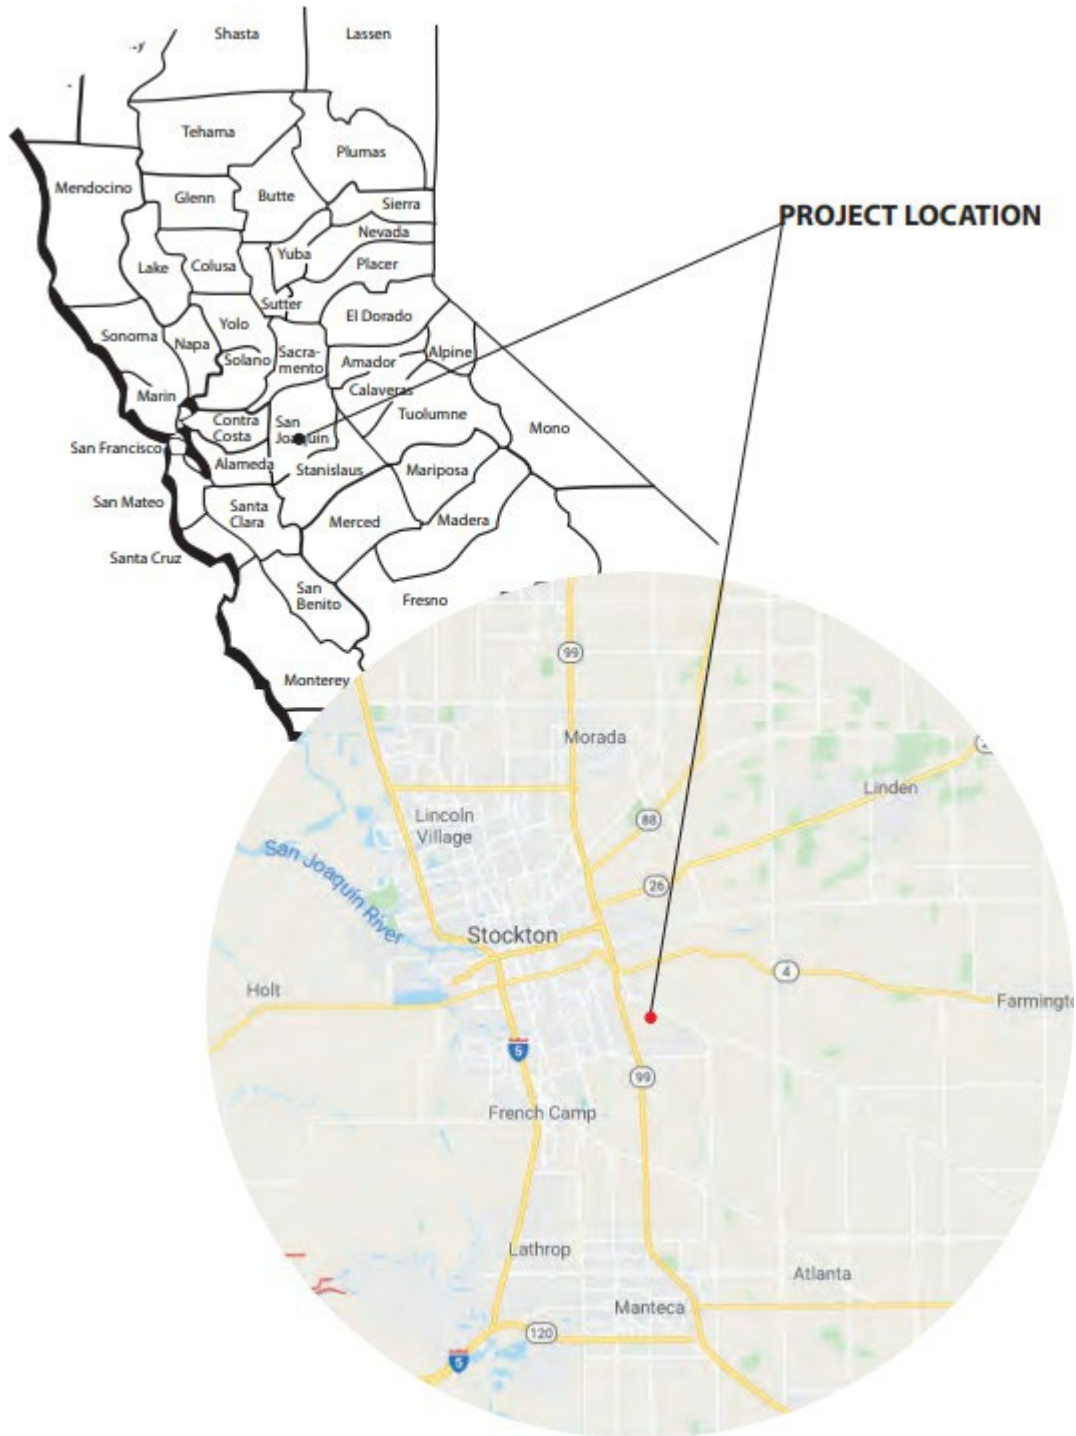 Shasta
Lassen
Tehama
Plumas
Mendocino
Glenn
Butte
Sierra
PROJECT LOCATION
Nevada
Yuba
Placer
Lake
Colusa
Sutter
El Dorado
Yolo
Sonoma
Napa
Solano
Sacra-
mento
Amador
Alpine
Calaveras
Marin
Tuolumne
Contra
Costa
San
Joaquin
Mono
San Francisco
Alameda
Stanislaus
Mariposa
San Mateo
Santa
Clara
Merced
Madera
Santa Cruz
San
Benito
Fresno
Monterey
99
Morada
Linden
Lincoln
Village
88
San Joaquin River
26
Stockton
4
Holt
Farmingto
5
99
French Camp
Lathrop
Atlanta
Manteca
120
5